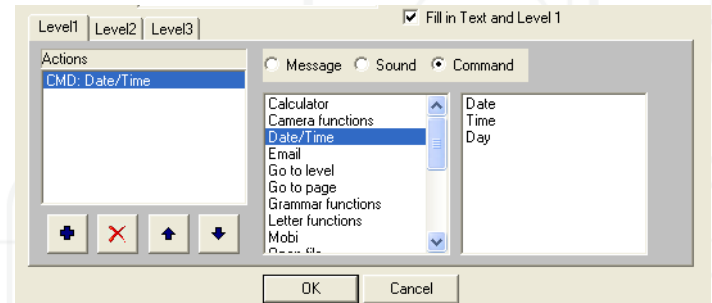 Fill in Text and Level 1
Level1 Level2 Level3
Actions
CMD: Date/Time
Message Sound Command
Calculator
Camera functions
Date/Time
Email
Go to level
Go to page
Grammar functions
Letter functions
Mobi
Open file
Date
Time
Day
OK Cancel